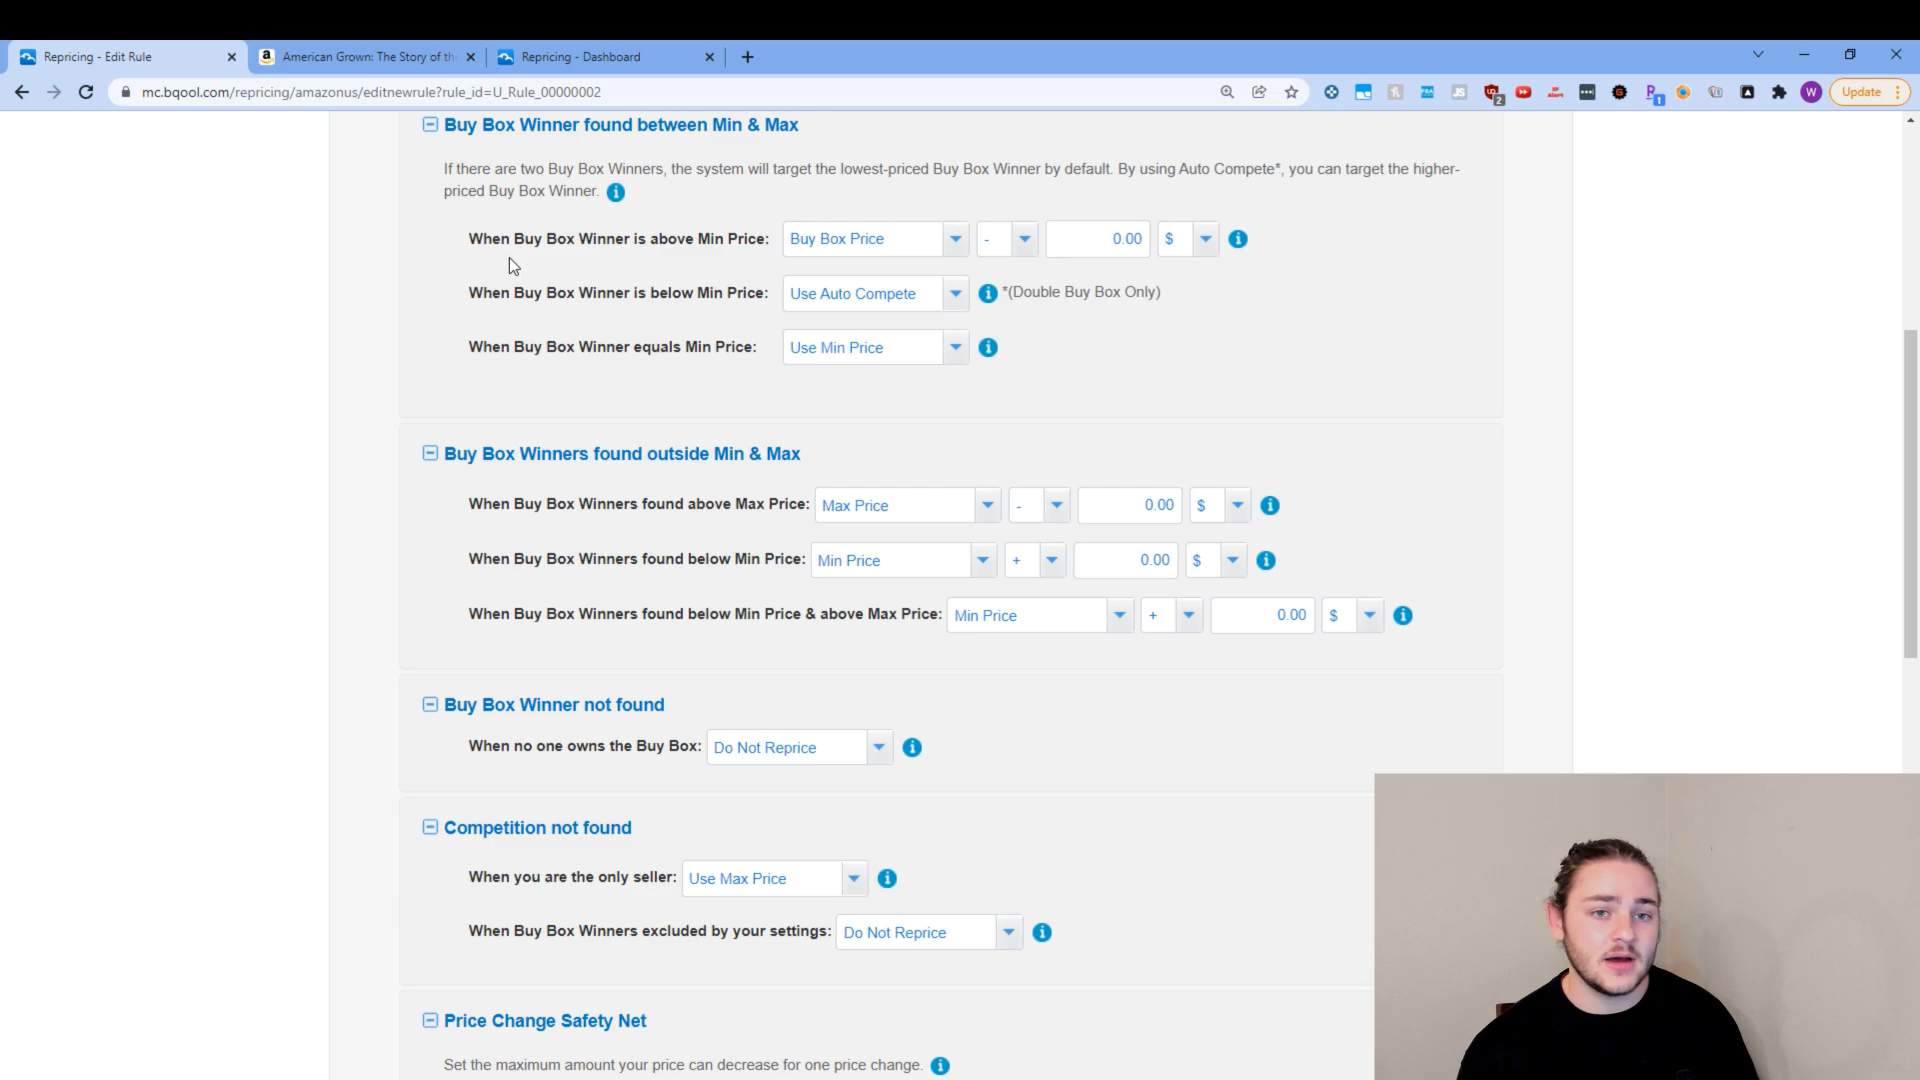 Repricing - Edit Rule
American Grown: The Story of th
Repricing - Dashboard
mc.bqool.com/repricing/amazonus/editnewrule?rule_id=U_Rule_00000002
2
1
W
Update
Buy Box Winner found between Min & Max
If there are two Buy Box Winners, the system will target the lowest-priced Buy Box Winner by default. By using Auto Compete*, you can target the higher-
priced Buy Box Winner.
When Buy Box Winner is above Min Price: Buy Box Price - 0.00 $
When Buy Box Winner is below Min Price: Use Auto Compete *(Double Buy Box Only)
When Buy Box Winner equals Min Price: Use Min Price
Buy Box Winners found outside Min & Max
When Buy Box Winners found above Max Price: Max Price - 0.00 $
When Buy Box Winners found below Min Price: Min Price + 0.00 $
When Buy Box Winners found below Min Price & above Max Price: Min Price + 0.00 $
Buy Box Winner not found
When no one owns the Buy Box: Do Not Reprice
Competition not found
When you are the only seller: Use Max Price
When Buy Box Winners excluded by your settings: Do Not Reprice
Price Change Safety Net
Set the maximum amount your price can decrease for one price change.